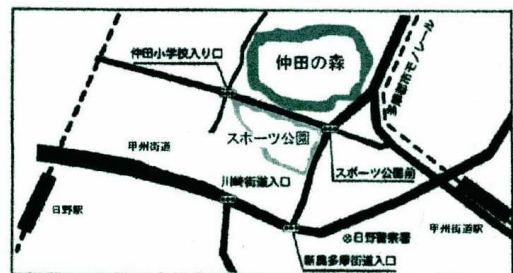 仲田小学校入り口
仲田の森
多摩都市モノレール
スポーツ公園
甲州街道
川崎街道入口
スポーツ公園前
日野駅
日野警察署
甲州街道駅
新奥多摩街道入口